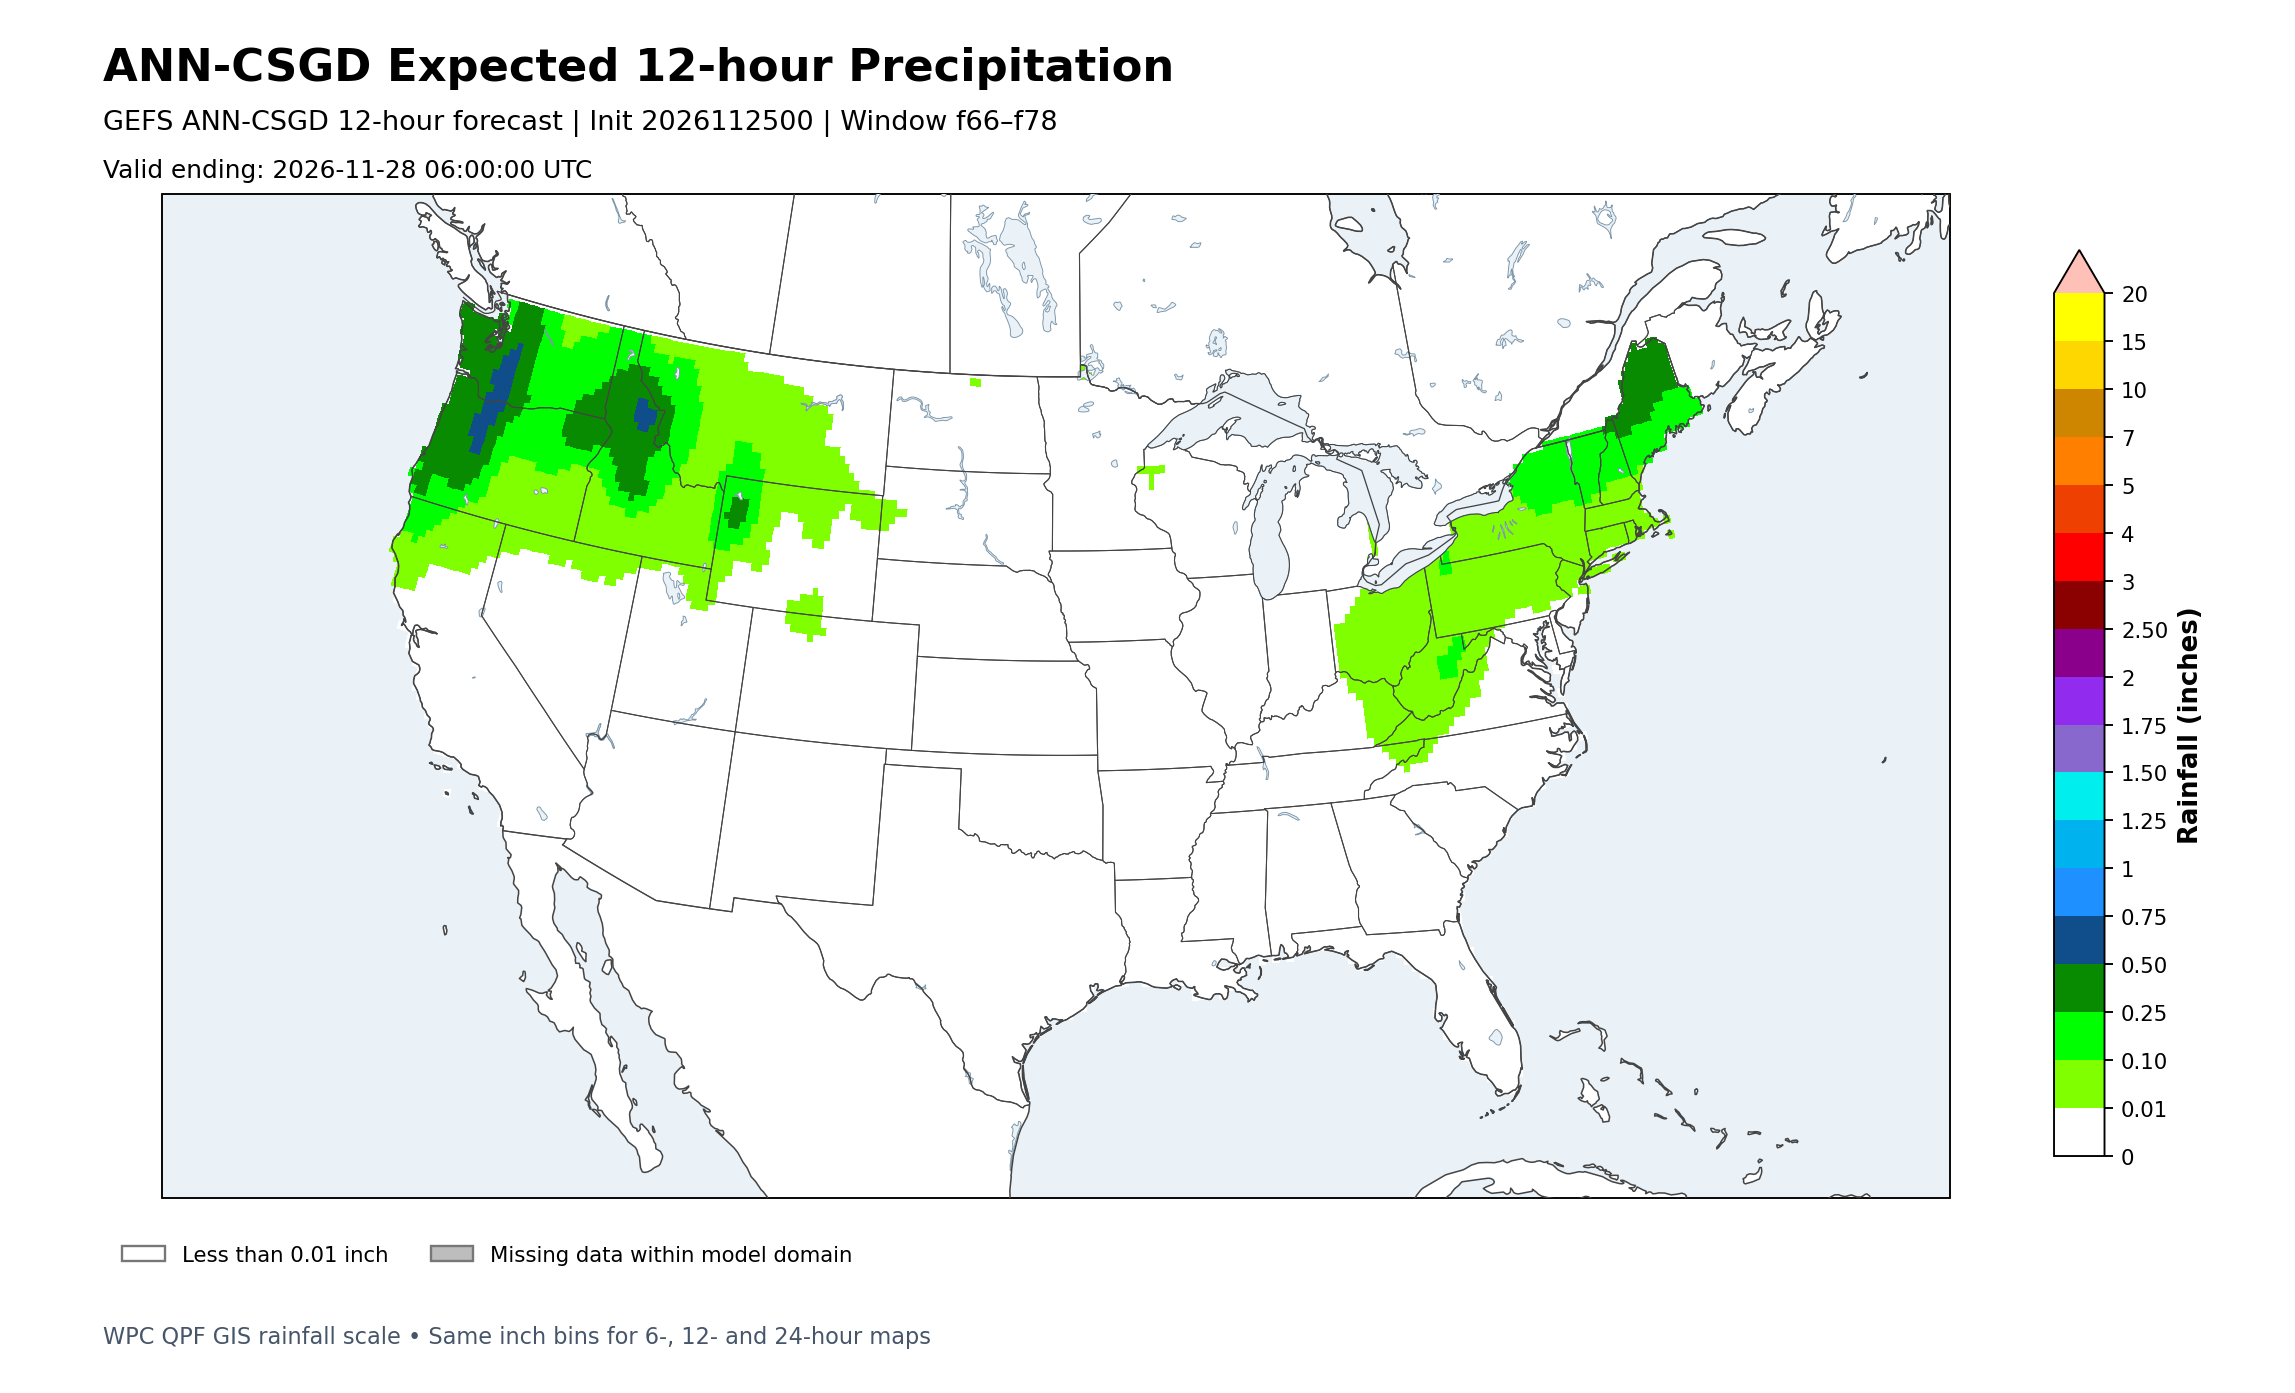 ANN-CSGD Expected 12-hour Precipitation
GEFS ANN-CSGD 12-hour forecast | Init 2026112500 | Window f66–f78
Valid ending: 2026-11-28 06:00:00 UTC
20
15
10
7
5
4
3
2.50
2
1.75
1.50
1.25
1
0.75
0.50
0.25
0.10
0.01
0
Rainfall (inches)
Less than 0.01 inch
Missing data within model domain
WPC QPF GIS rainfall scale • Same inch bins for 6-, 12- and 24-hour maps